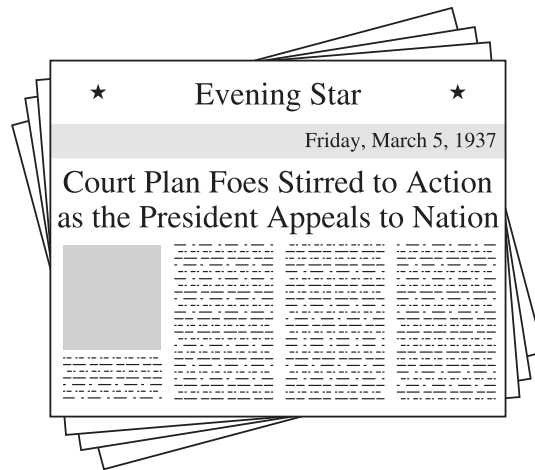 Evening Star
Friday, March 5, 1937
Court Plan Foes Stirred to Action
as the President Appeals to Nation